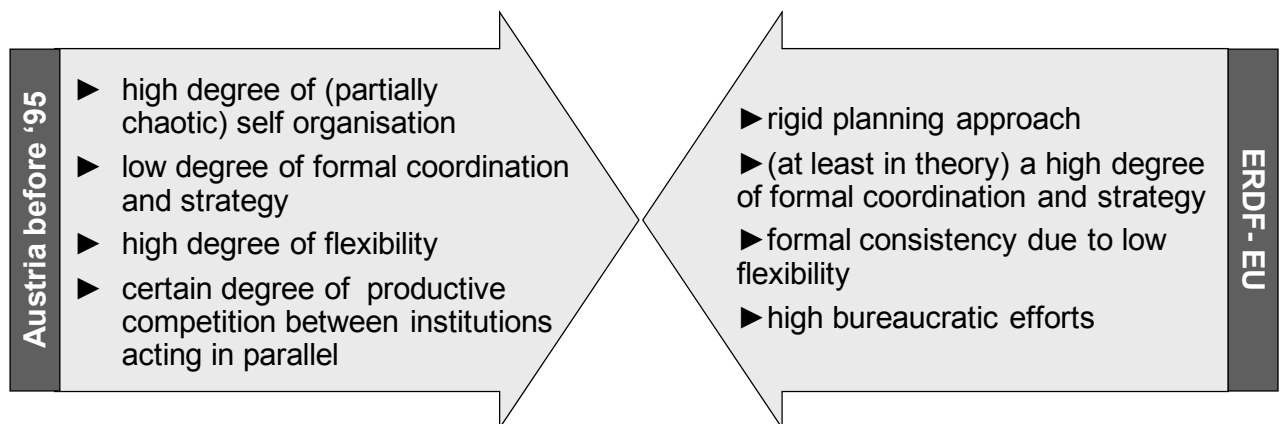 Austria before ‘95
► high degree of (partially
chaotic) self organisation
► low degree of formal coordination
and strategy
► high degree of flexibility
► certain degree of productive
competition between institutions
acting in parallel
►rigid planning approach
►(at least in theory) a high degree
of formal coordination and strategy
►formal consistency due to low
flexibility
►high bureaucratic efforts
ERDF- EU